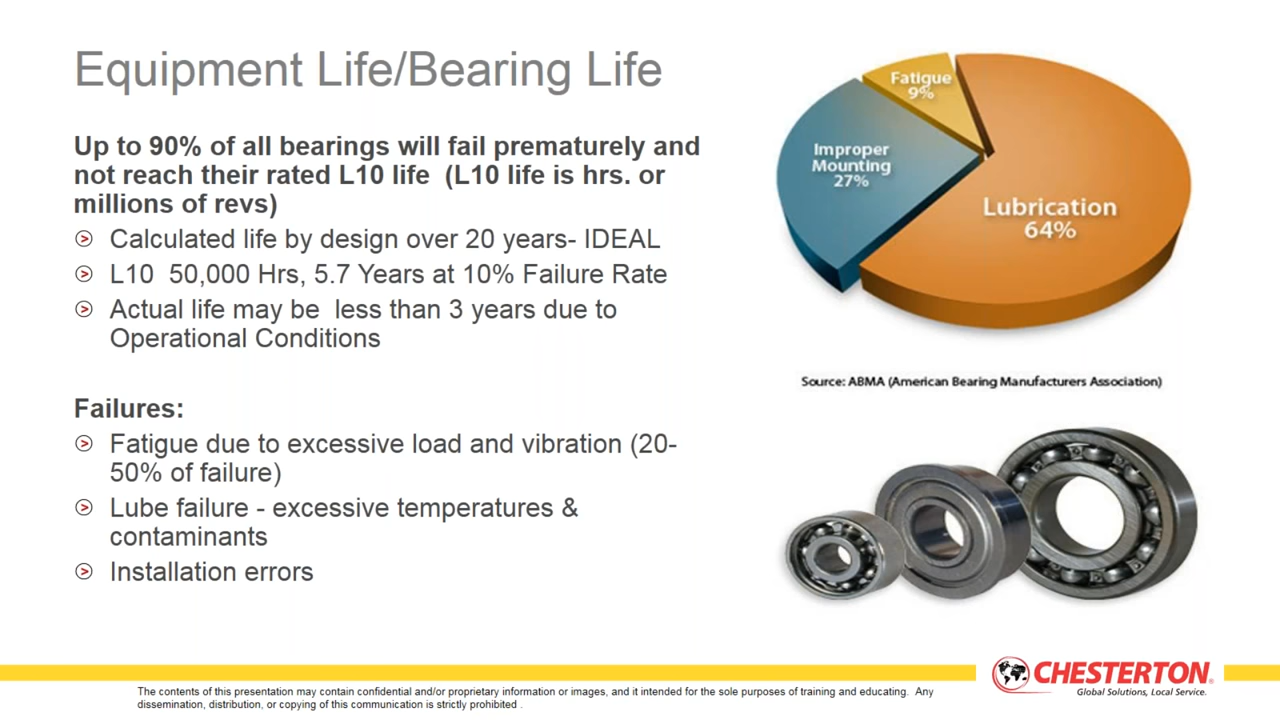 Equipment Life/Bearing Life
Up to 90% of all bearings will fail prematurely and
not reach their rated L10 life (L10 life is hrs. or
millions of revs)
Calculated life by design over 20 years- IDEAL
L10 50,000 Hrs, 5.7 Years at 10% Failure Rate
Actual life may be less than 3 years due to
Operational Conditions
Failures:
Fatigue due to excessive load and vibration (20-
50% of failure)
Lube failure - excessive temperatures &
contaminants
Installation errors
Fatigue
9%
Improper
Mounting
27%
Lubrication
64%
Source: ABMA (American Bearing Manufacturers Association)
CHESTERTON®
Global Solutions, Local Service.
The contents of this presentation may contain confidential and/or proprietary information or images, and it intended for the sole purposes of training and educating. Any
dissemination, distribution, or copying of this communication is strictly prohibited .